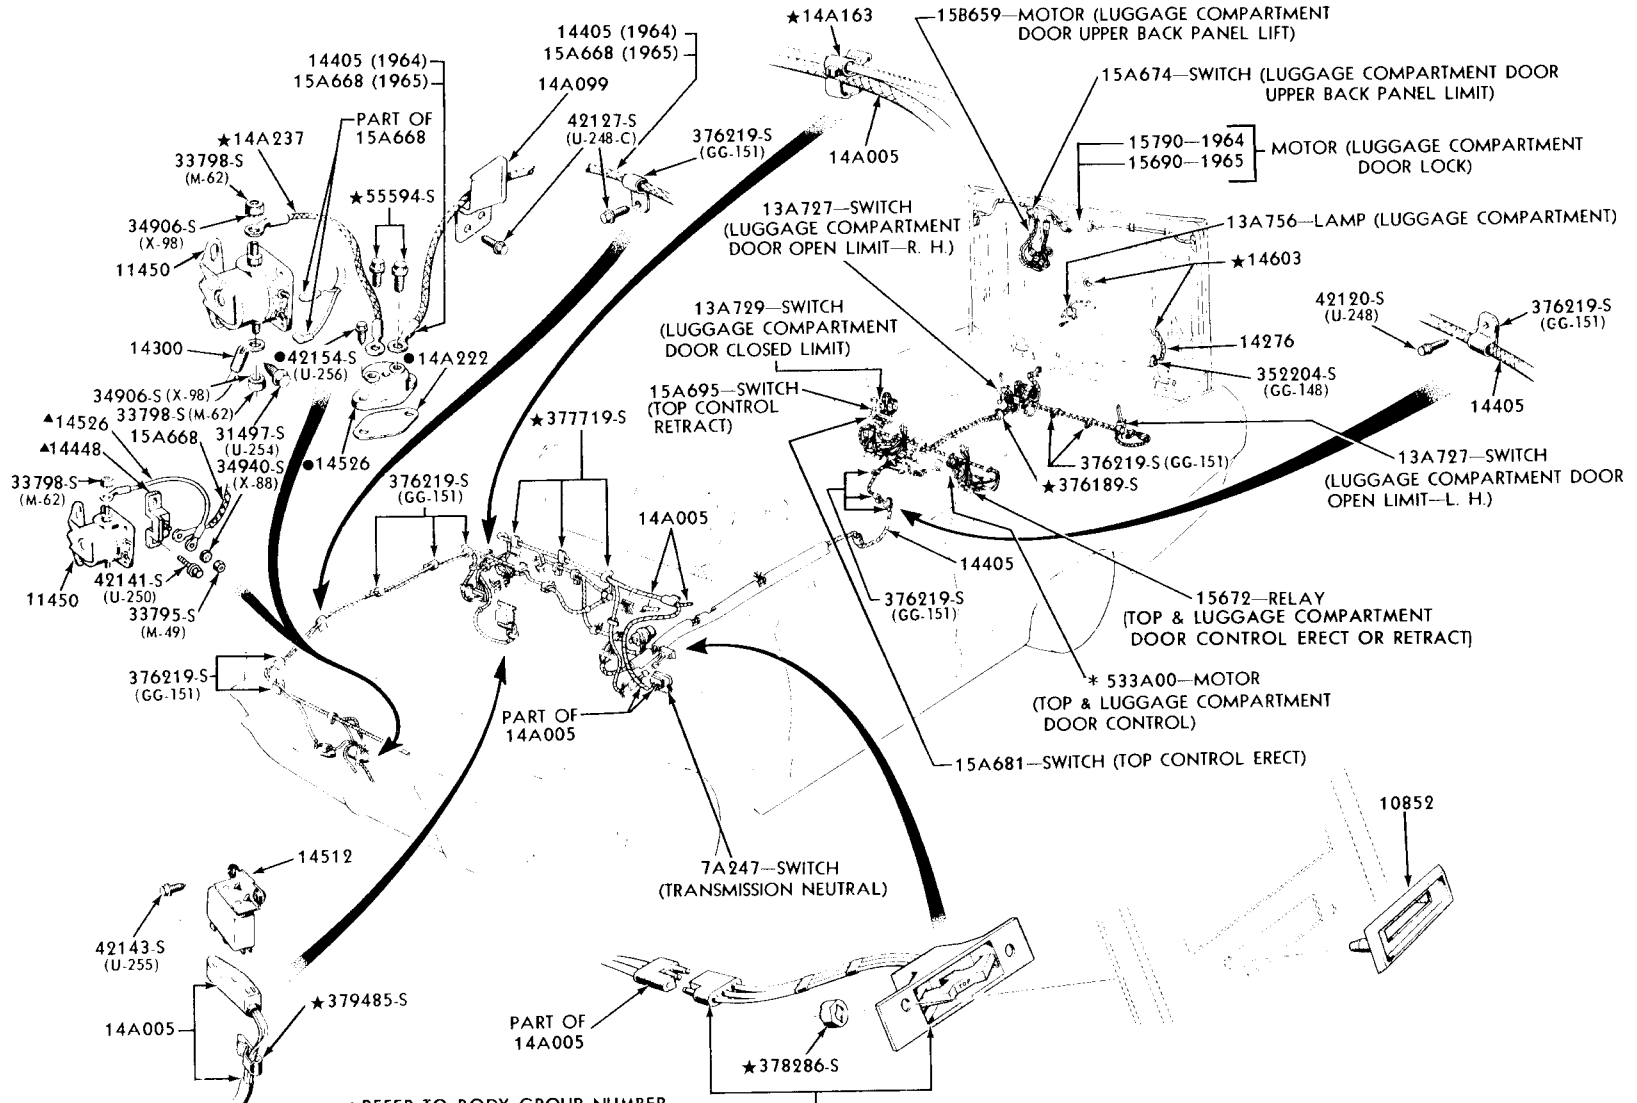 ★14A163
15B659—MOTOR (LUGGAGE COMPARTMENT
DOOR UPPER BACK PANEL LIFT)
14405 (1964)
15A668 (1965)
14405 (1964)
15A668 (1965)
14A099
15A674—SWITCH (LUGGAGE COMPARTMENT DOOR
UPPER BACK PANEL LIMIT)
PART OF
15A668
42127-S
(U-248-C)
376219-S
(GG-151)
14A005
★14A237
33798-S
(M-62)
15790—1964
15690—1965
MOTOR (LUGGAGE COMPARTMENT
DOOR LOCK)
★55594-S
34906-S
(X-98)
11450
13A727—SWITCH
(LUGGAGE COMPARTMENT
DOOR OPEN LIMIT—R. H.)
13A756—LAMP (LUGGAGE COMPARTMENT)
★14603
13A729—SWITCH
(LUGGAGE COMPARTMENT
DOOR CLOSED LIMIT)
42120-S
(U-248)
376219-S
(GG-151)
14300
●42154-S
(U-256)
●14A222
14276
352204-S
(GG-148)
14405
34906-S (X-98)
33798-S (M-62)
15A695—SWITCH
(TOP CONTROL
RETRACT)
▲14526
15A668
31497-S
(U-254)
▲14448
34940-S
(X-88)
●14526
★377719-S
33798-S
(M-62)
376219-S
(GG-151)
376219-S (GG-151)
★376189-S
13A727—SWITCH
(LUGGAGE COMPARTMENT DOOR
OPEN LIMIT—L. H.)
14A005
14405
42141-S
(U-250)
11450
33795-S
(M-49)
376219-S
(GG-151)
15672—RELAY
(TOP & LUGGAGE COMPARTMENT
DOOR CONTROL ERECT OR RETRACT)
376219-S
(GG-151)
* 533A00—MOTOR
(TOP & LUGGAGE COMPARTMENT
DOOR CONTROL)
PART OF
14A005
15A681—SWITCH (TOP CONTROL ERECT)
10852
14512
7A247—SWITCH
(TRANSMISSION NEUTRAL)
42143-S
(U-255)
★379485-S
14A005
PART OF
14A005
★378286-S
REFER TO BODY GROUP NUMBER